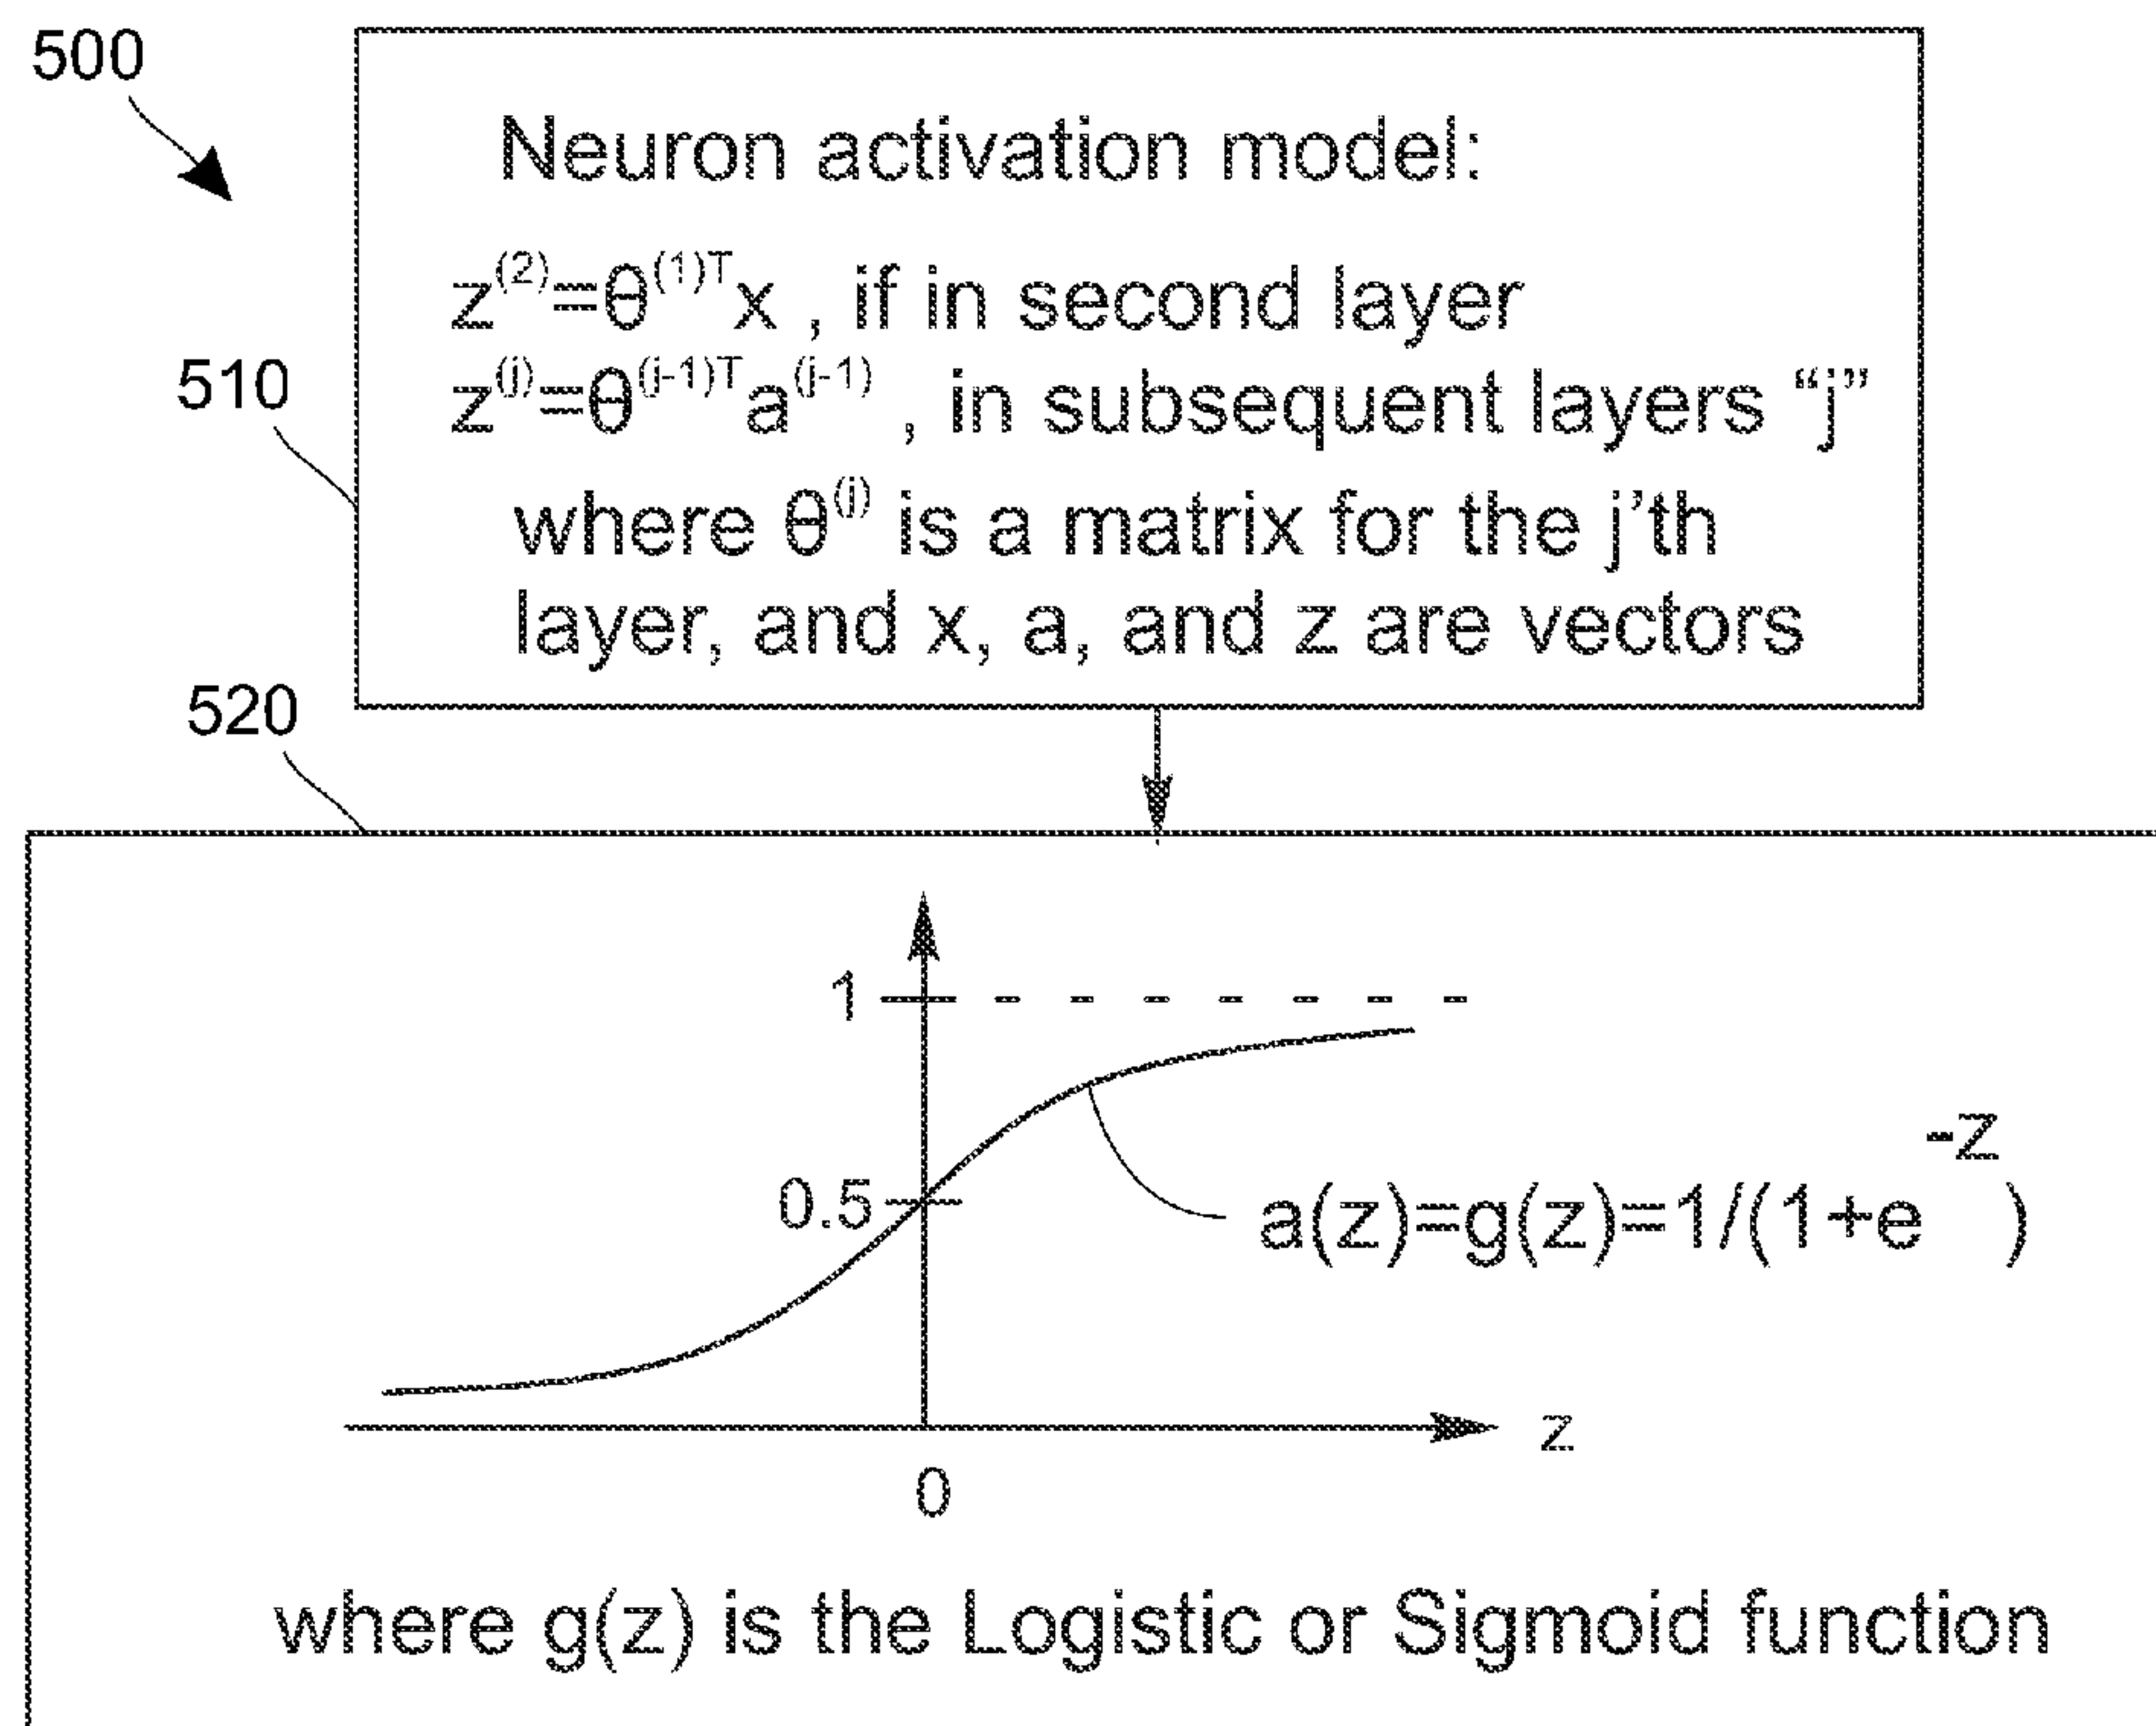 500
Neuron activation model:
z⁽²⁾=θ⁽¹⁾ᵀx , if in second layer
510
z⁽ʲ⁾=θ⁽ʲ⁻¹⁾ᵀa⁽ʲ⁻¹⁾ , in subsequent layers “j”
where θ⁽ʲ⁾ is a matrix for the j’th
layer, and x, a, and z are vectors
520
1
0.5
a(z)=g(z)=1/(1+e⁻ᶻ)
z
0
where g(z) is the Logistic or Sigmoid function